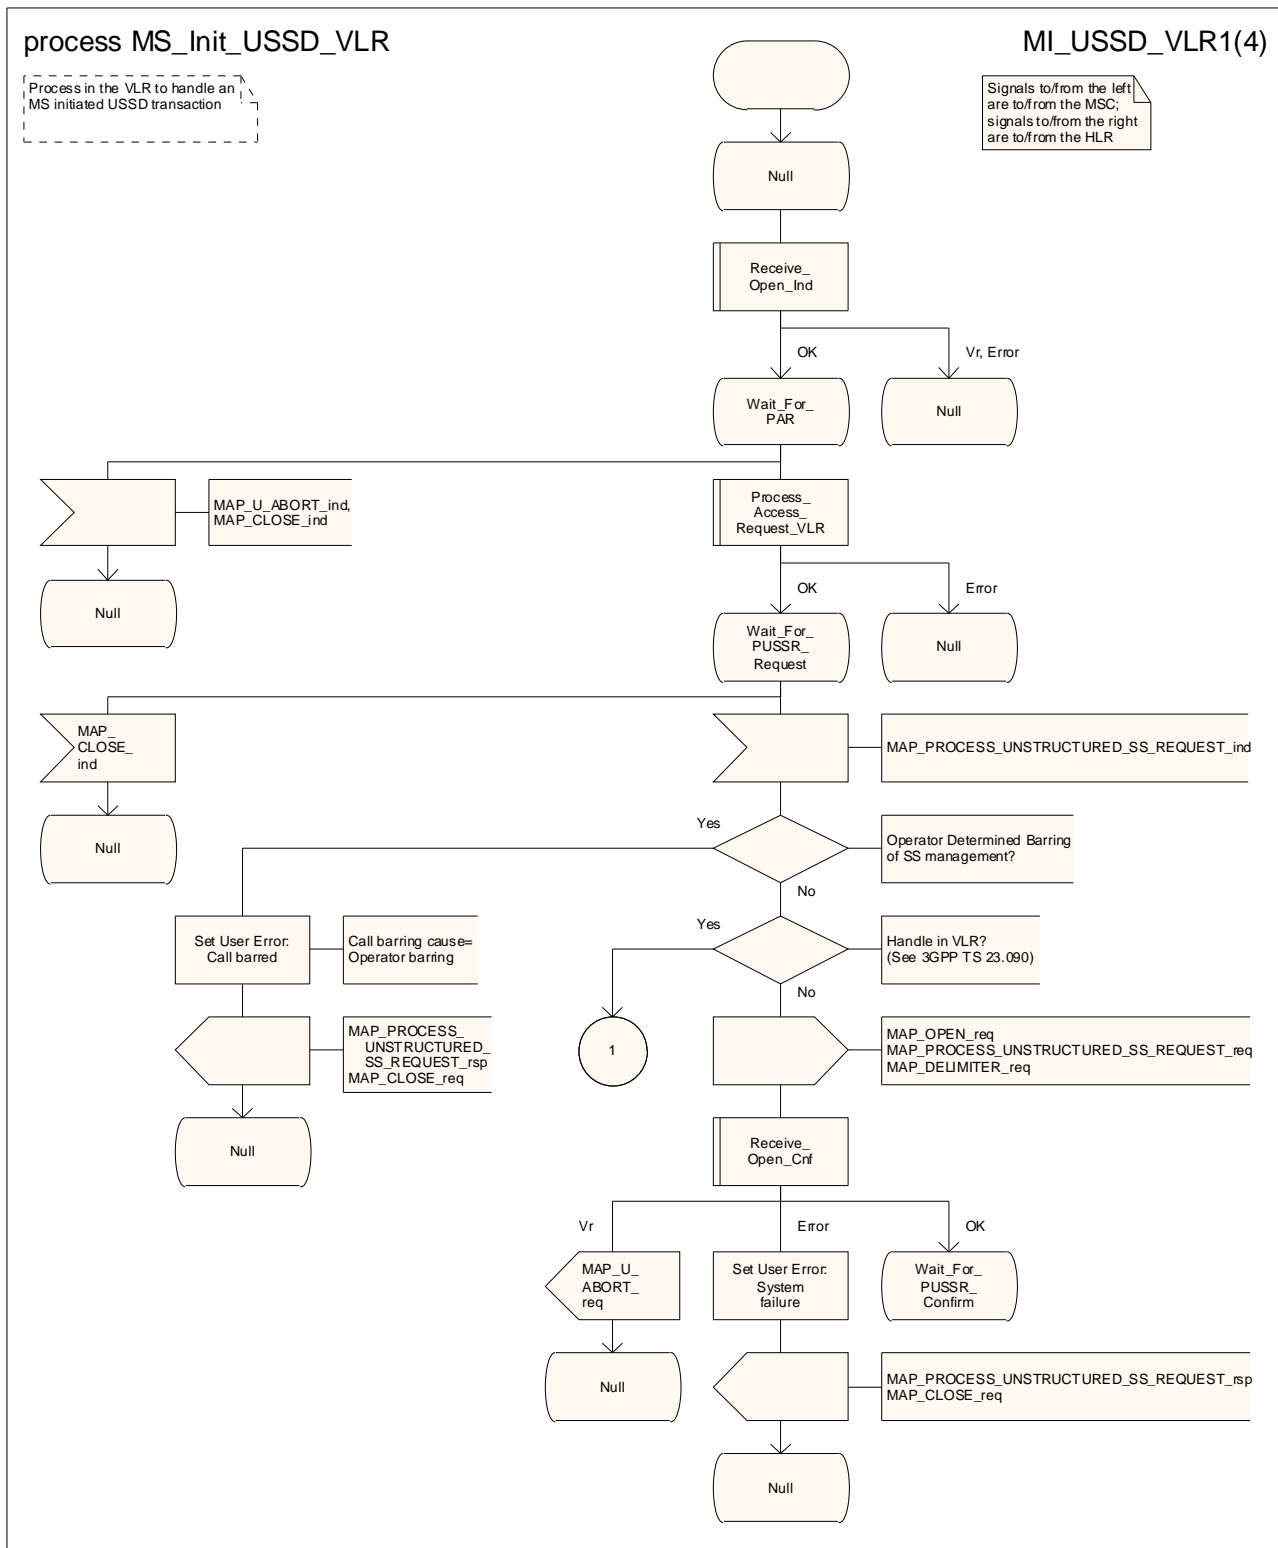 process MS_Init_USSD_VLR
MI_USSD_VLR1(4)
Process in the VLR to handle an
MS initiated USSD transaction
Signals to/from the left
are to/from the MSC;
signals to/from the right
are to/from the HLR
Null
Receive_
Open_Ind
OK
Vr, Error
Wait_For_
PAR
Null
MAP_U_ABORT_ind,
MAP_CLOSE_ind
Process_
Access_
Request_VLR
Null
OK
Error
Wait_For_
PUSSR_
Request
Null
MAP_
CLOSE_
ind
MAP_PROCESS_UNSTRUCTURED_SS_REQUEST_ind
Null
Yes
Operator Determined Barring
of SS management?
No
Set User Error:
Call barred
Call barring cause=
Operator barring
Yes
Handle in VLR?
(See 3GPP TS 23.090)
No
MAP_PROCESS_
UNSTRUCTURED_
SS_REQUEST_rsp
MAP_CLOSE_req
1
MAP_OPEN_req
MAP_PROCESS_UNSTRUCTURED_SS_REQUEST_req
MAP_DELIMITER_req
Null
Receive_
Open_Cnf
Vr
Error
OK
MAP_U_
ABORT_
req
Set User Error:
System
failure
Wait_For_
PUSSR_
Confirm
Null
MAP_PROCESS_UNSTRUCTURED_SS_REQUEST_rsp
MAP_CLOSE_req
Null